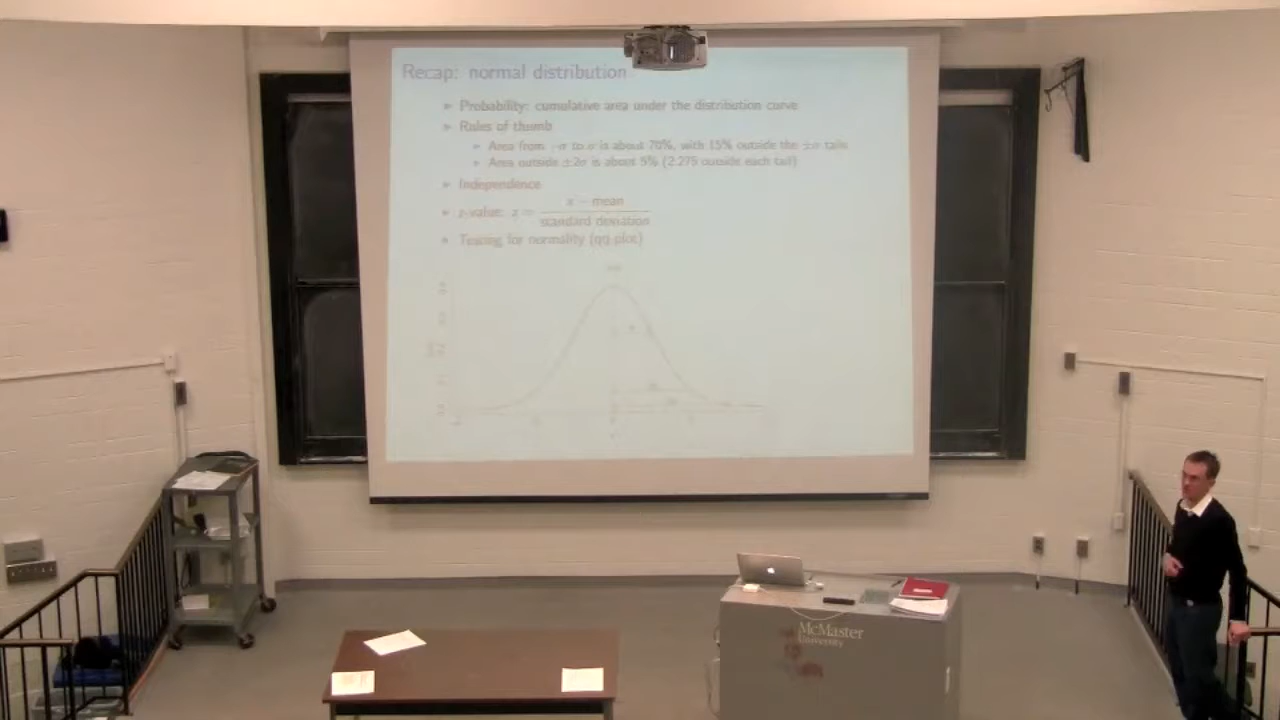 Recap: normal distribution
► Probability: cumulative area under the distribution curve
► Rules of thumb
► Area from -σ to σ is about 70%, with 15% outside the ±σ tails
► Area outside ±2σ is about 5% (2.275 outside each tail)
► Independence
► z-value: z = x − mean
standard deviation
► Testing for normality (qq plot)
McMaster
University